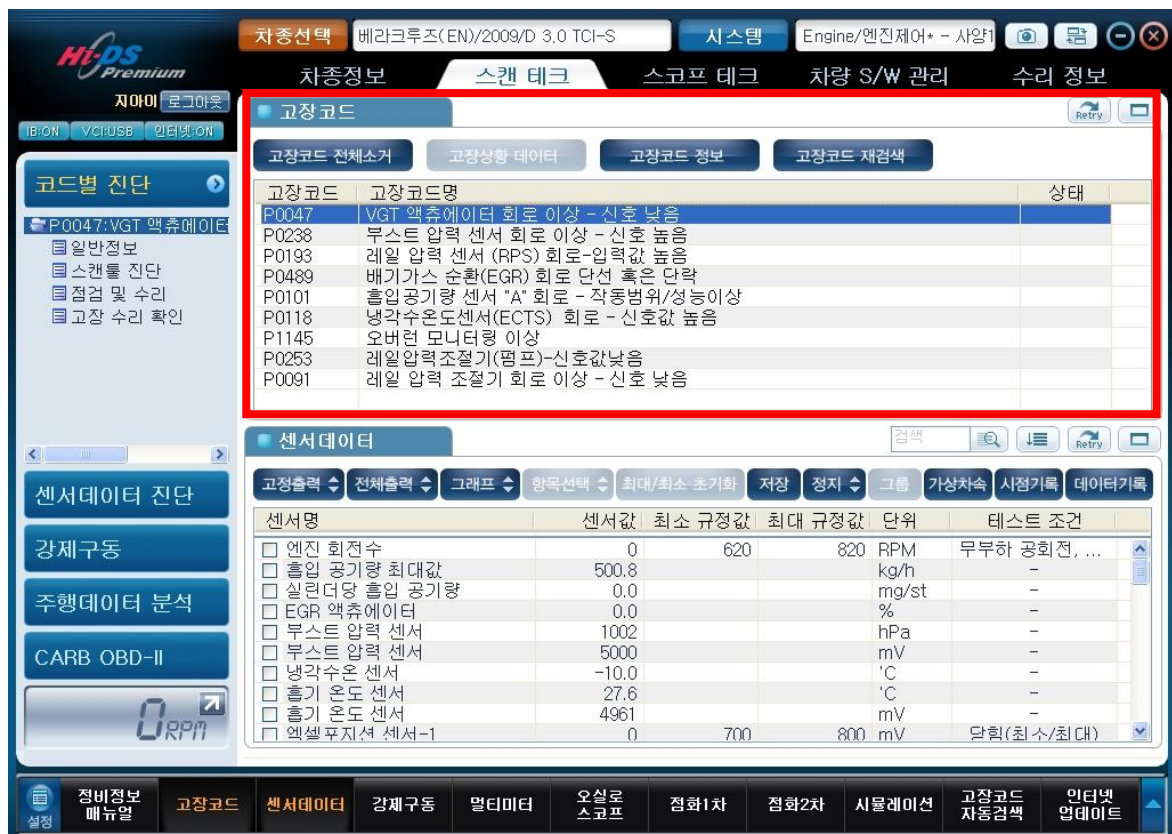 Hi-DS
Premium
지아이 로그아웃
IB:ON VCI:USB 인터넷:ON
차종선택 베라크루즈(EN)/2009/D 3,0 TCI-S 시스템 Engine/엔진제어* - 사양1
차종정보 스캔 테크 스코프 테크 차량 S/W 관리 수리 정보
코드별 진단
P0047:VGT 액츄에이터
일반정보
스캔툴 진단
점검 및 수리
고장 수리 확인
센서데이터 진단
강제구동
주행데이터 분석
CARB OBD-II
0 RPM
고장코드 Retry
고장코드 전체소거 고장상황 데이터 고장코드 정보 고장코드 재검색
고장코드 고장코드명 상태
P0047 VGT 액츄에이터 회로 이상 - 신호 낮음
P0238 부스트 압력 센서 회로 이상 - 신호 높음
P0193 레일 압력 센서 (RPS) 회로-입력값 높음
P0489 배기가스 순환(EGR) 회로 단선 혹은 단락
P0101 흡입공기량 센서 "A" 회로 - 작동범위/성능이상
P0118 냉각수온도센서(ECTS) 회로 - 신호값 높음
P1145 오버런 모니터링 이상
P0253 레일압력조절기(펌프)-신호값낮음
P0091 레일 압력 조절기 회로 이상 - 신호 낮음
센서데이터 검색 Retry
고정출력 전체출력 그래프 항목선택 최대/최소 초기화 저장 정지 그룹 가상차속 시점기록 데이터기록
센서명 센서값 최소 규정값 최대 규정값 단위 테스트 조건
엔진 회전수 0 620 820 RPM 무부하 공회전, ...
흡입 공기량 최대값 500.8 kg/h -
실린더당 흡입 공기량 0.0 mg/st -
EGR 액츄에이터 0.0 % -
부스트 압력 센서 1002 hPa -
부스트 압력 센서 5000 mV -
냉각수온 센서 -10.0 'C -
흡기 온도 센서 27.6 'C -
흡기 온도 센서 4961 mV -
엑셀포지션 센서-1 0 700 800 mV 닫힘(최소/최대)
설정 정비정보 매뉴얼 고장코드 센서데이터 강제구동 멀티미터 오실로 스코프 점화1차 점화2차 시뮬레이션 고장코드 자동검색 인터넷 업데이트